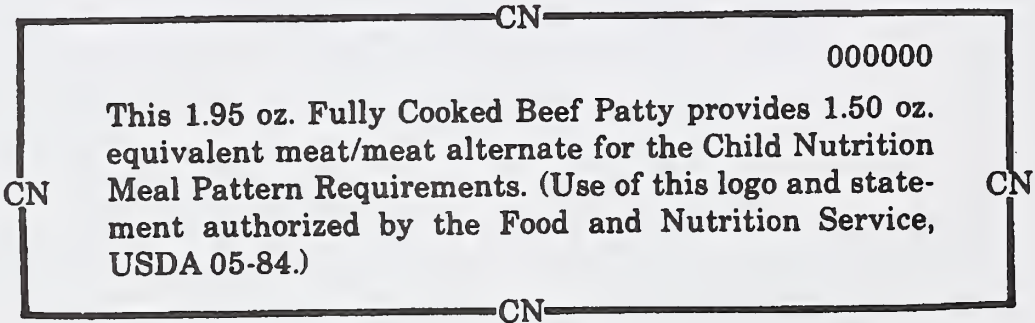 CN
000000
This 1.95 oz. Fully Cooked Beef Patty provides 1.50 oz.
equivalent meat/meat alternate for the Child Nutrition
CN Meal Pattern Requirements. (Use of this logo and state- CN
ment authorized by the Food and Nutrition Service,
USDA 05-84.)
CN